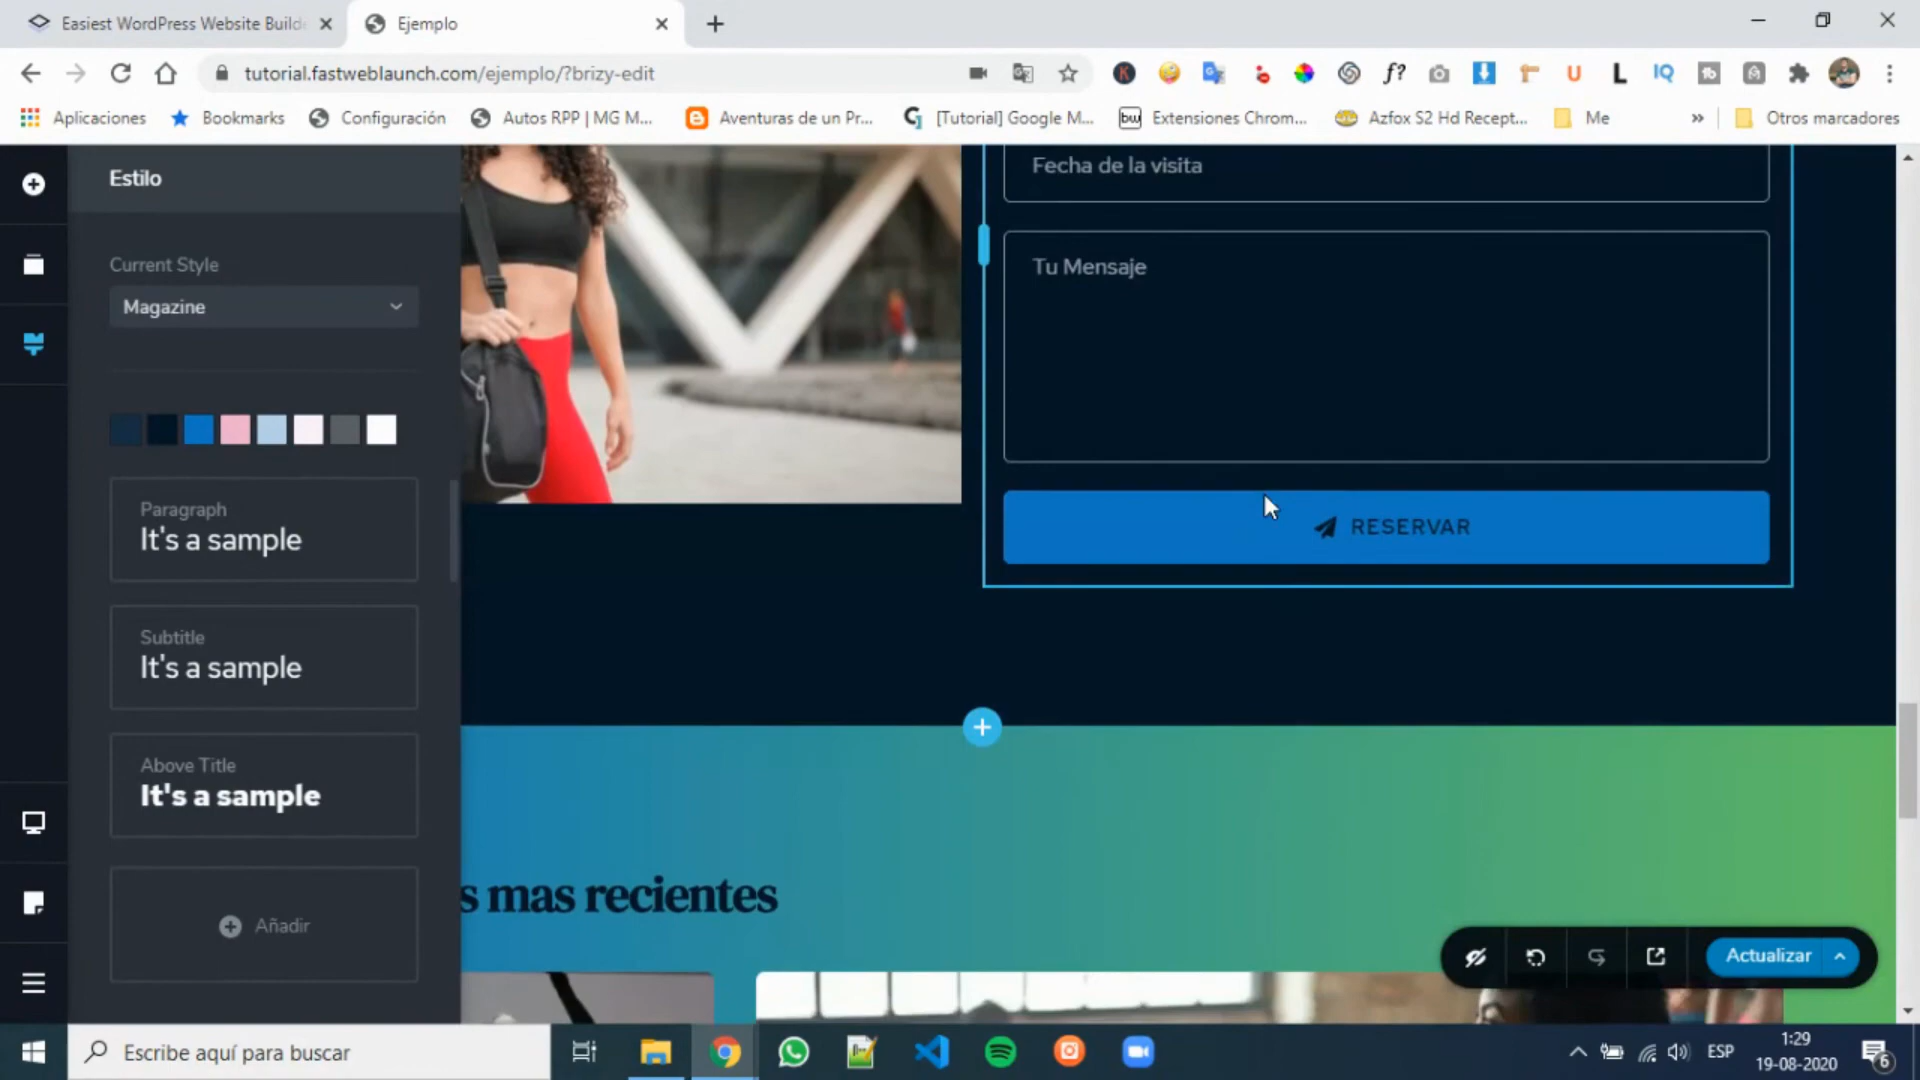 Easiest WordPress Website Builde
Ejemplo
tutorial.fastweblaunch.com/ejemplo/?brizy-edit
Aplicaciones
Bookmarks
Configuración
Autos RPP | MG M...
Aventuras de un Pr...
[Tutorial] Google M...
Extensiones Chrom...
Azfox S2 Hd Recept...
Me
»
Otros marcadores
Estilo
Current Style
Magazine
Paragraph
It's a sample
Subtitle
It's a sample
Above Title
It's a sample
Añadir
Fecha de la visita
Tu Mensaje
RESERVAR
s mas recientes
Actualizar
Escribe aquí para buscar
ESP
1:29
19-08-2020
6